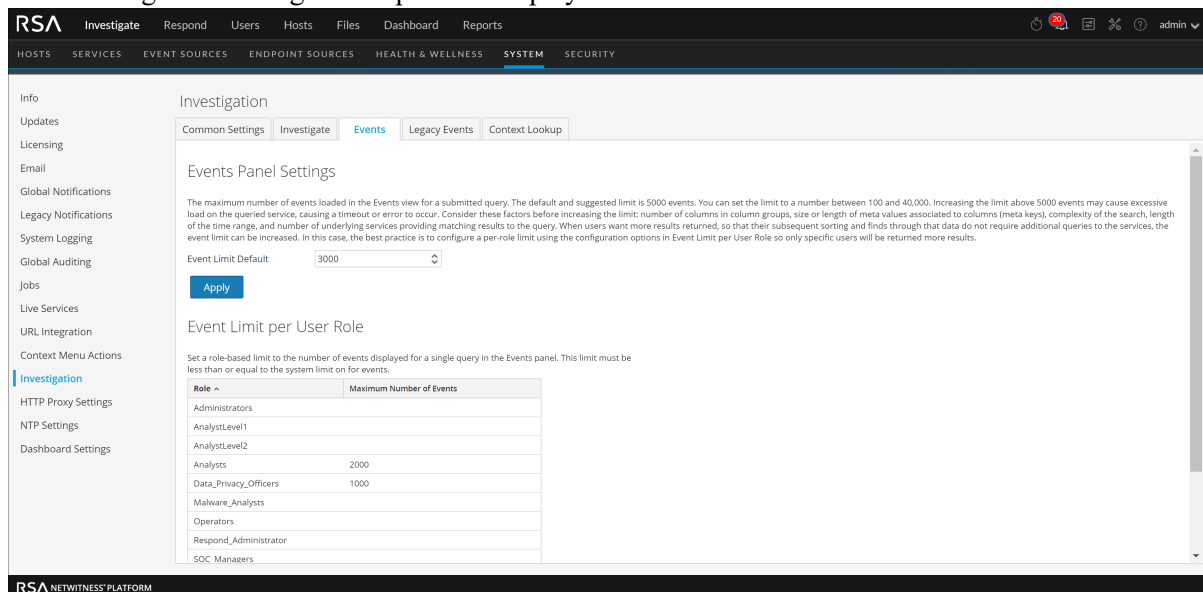 RSA Investigate Respond Users Hosts Files Dashboard Reports 20 admin
HOSTS SERVICES EVENT SOURCES ENDPOINT SOURCES HEALTH & WELLNESS SYSTEM SECURITY
Info
Updates
Licensing
Email
Global Notifications
Legacy Notifications
System Logging
Global Auditing
Jobs
Live Services
URL Integration
Context Menu Actions
Investigation
HTTP Proxy Settings
NTP Settings
Dashboard Settings
Investigation
Common Settings Investigate Events Legacy Events Context Lookup
Events Panel Settings
The maximum number of events loaded in the Events view for a submitted query. The default and suggested limit is 5000 events. You can set the limit to a number between 100 and 40,000. Increasing the limit above 5000 events may cause excessive
load on the queried service, causing a timeout or error to occur. Consider these factors before increasing the limit: number of columns in column groups, size or length of meta values associated to columns (meta keys), complexity of the search, length
of the time range, and number of underlying services providing matching results to the query. When users want more results returned, so that their subsequent sorting and finds through that data do not require additional queries to the services, the
event limit can be increased. In this case, the best practice is to configure a per-role limit using the configuration options in Event Limit per User Role so only specific users will be returned more results.
Event Limit Default 3000
Apply
Event Limit per User Role
Set a role-based limit to the number of events displayed for a single query in the Events panel. This limit must be
less than or equal to the system limit on for events.
Role Maximum Number of Events
Administrators
AnalystLevel1
AnalystLevel2
Analysts 2000
Data_Privacy_Officers 1000
Malware_Analysts
Operators
Respond_Administrator
SOC_Managers
RSA NETWITNESS® PLATFORM